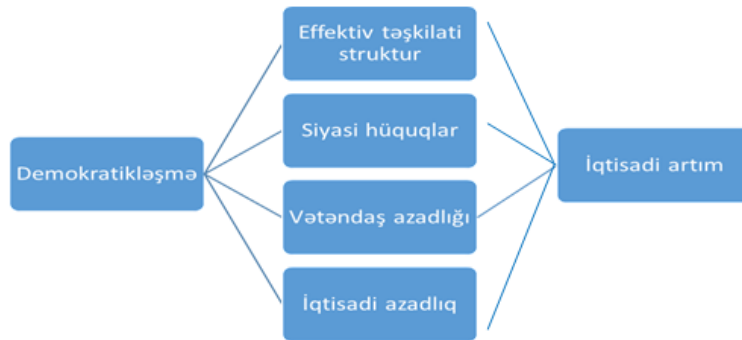 Effektiv təşkilati
struktur
Siyasi hüquqlar
Demokratikləşmə
İqtisadi artım
Vətəndaş azadlığı
İqtisadi azadlıq